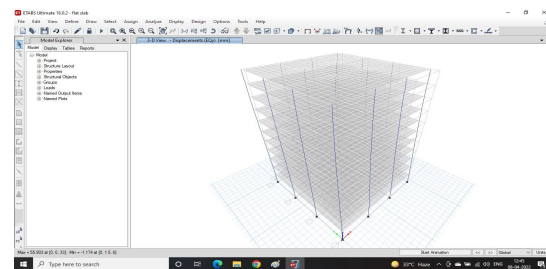 ETABS Ultimate 18.0.2 - flat slab
File Edit View Define Draw Select Assign Analyze Display Design Options Tools Help
Model Explorer
3-D View - Displacements (EQy) [mm]
Model Display Tables Reports
Model
Project
Structure Layout
Properties
Structural Objects
Groups
Loads
Named Output Items
Named Plots
Start Animation << >> Global Units
Type here to search
33°C Haze
ENG
12:45
08-04-2022